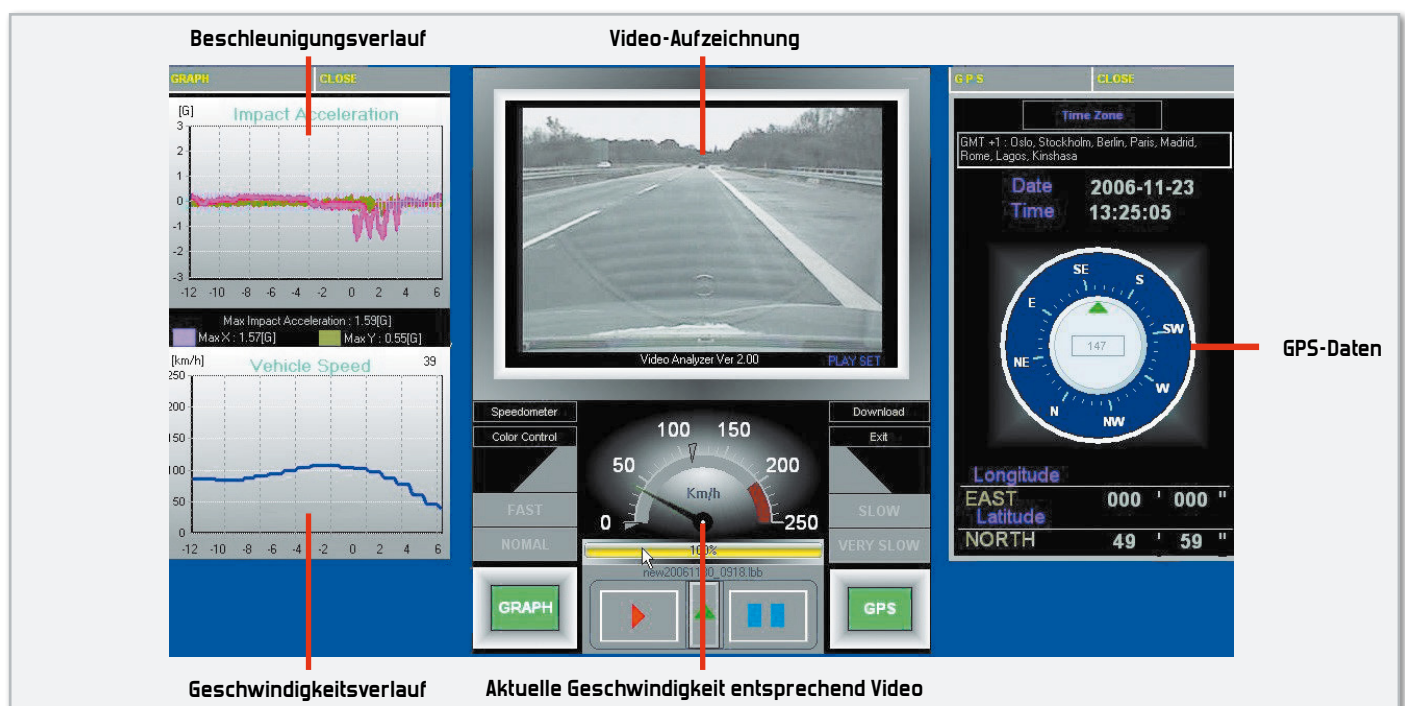 Beschleunigungsverlauf
Video-Aufzeichnung
GRAPH CLOSE
[G] Impact Acceleration
3
2
1
0
-1
-2
-3
-12 -10 -8 -6 -4 -2 0 2 4 6
Max Impact Acceleration : 1.59[G]
Max X : 1.57[G] Max Y : 0.55[G]
[km/h] Vehicle Speed 39
250
200
150
100
50
0
-12 -10 -8 -6 -4 -2 0 2 4 6
Video Analyzer Ver 2.00 PLAY SET
Speedometer
Color Control
Download
Exit
0 50 100 150 200 250
Km/h
FAST
NOMAL
SLOW
VERY SLOW
100%
GRAPH
GPS
GPS CLOSE
Time Zone
GMT +1 : Oslo, Stockholm, Berlin, Paris, Madrid,
Rome, Lagos, Kinshasa
Date 2006-11-23
Time 13:25:05
SE S SW W NW N NE E
147
Longitude
EAST 000 ' 000 "
Latitude
NORTH 49 ' 59 "
GPS-Daten
Geschwindigkeitsverlauf
Aktuelle Geschwindigkeit entsprechend Video